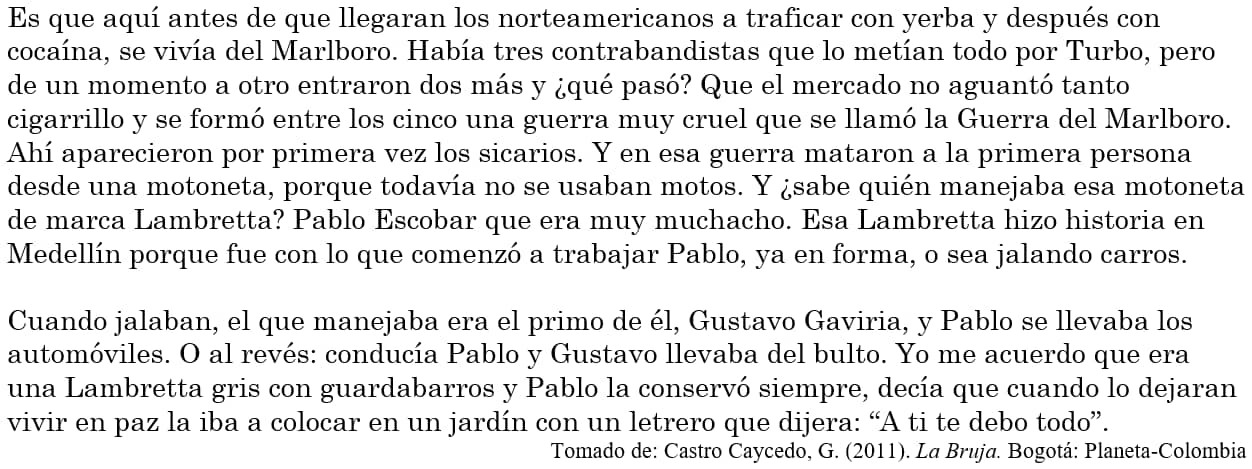 Es que aquí antes de que llegaran los norteamericanos a traficar con yerba y después con
cocaína, se vivía del Marlboro. Había tres contrabandistas que lo metían todo por Turbo, pero
de un momento a otro entraron dos más y ¿qué pasó? Que el mercado no aguantó tanto
cigarrillo y se formó entre los cinco una guerra muy cruel que se llamó la Guerra del Marlboro.
Ahí aparecieron por primera vez los sicarios. Y en esa guerra mataron a la primera persona
desde una motoneta, porque todavía no se usaban motos. Y ¿sabe quién manejaba esa motoneta
de marca Lambretta? Pablo Escobar que era muy muchacho. Esa Lambretta hizo historia en
Medellín porque fue con lo que comenzó a trabajar Pablo, ya en forma, o sea jalando carros.
Cuando jalaban, el que manejaba era el primo de él, Gustavo Gaviria, y Pablo se llevaba los
automóviles. O al revés: conducía Pablo y Gustavo llevaba del bulto. Yo me acuerdo que era
una Lambretta gris con guardabarros y Pablo la conservó siempre, decía que cuando lo dejaran
vivir en paz la iba a colocar en un jardín con un letrero que dijera: “A ti te debo todo”.
Tomado de: Castro Caycedo, G. (2011). La Bruja. Bogotá: Planeta-Colombia